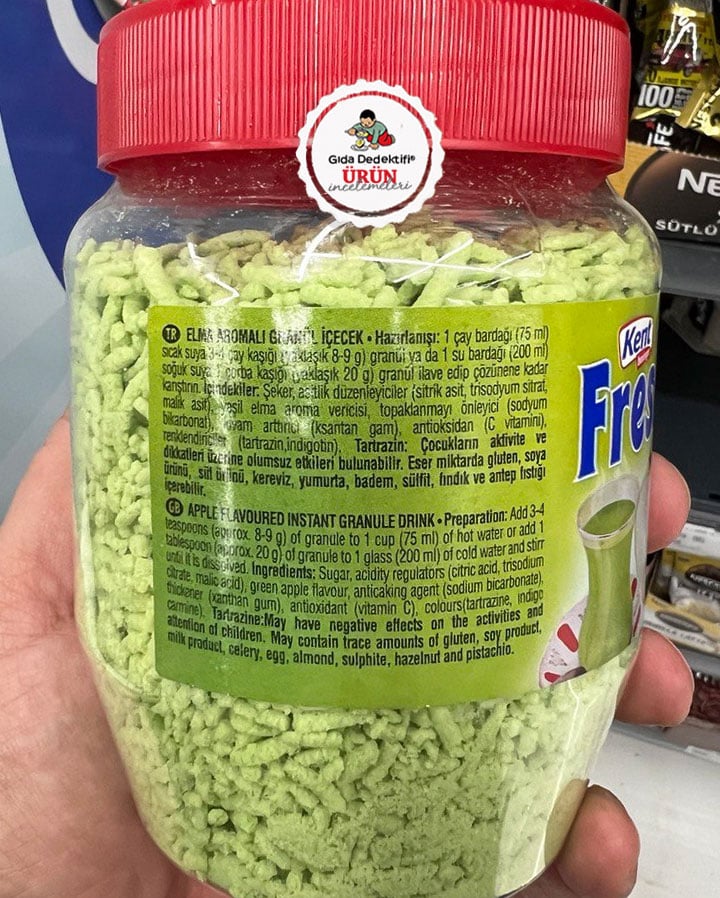 Gıda Dedektifi®
ÜRÜN
incelemeleri
100
NE
SÜTLÜ
TR ELMA AROMALI GRANÜL İÇECEK • Hazırlanışı: 1 çay bardağı (75 ml)
sıcak suya 3-4 çay kaşığı (yaklaşık 8-9 g) granül ya da 1 su bardağı (200 ml)
soğuk suya 1 çorba kaşığı (yaklaşık 20 g) granül ilave edip çözünene kadar
karıştırın. İçindekiler: Şeker, asitlik düzenleyiciler (sitrik asit, trisodyum sitrat,
malik asit), yeşil elma aroma vericisi, topaklanmayı önleyici (sodyum
bikarbonat), kıvam arttırıcı (ksantan gam), antioksidan (C vitamini),
renklendiriciler (tartrazin,indigotin). Tartrazin: Çocukların aktivite ve
dikkatleri üzerine olumsuz etkileri bulunabilir. Eser miktarda gluten, soya
ürünü, süt ürünü, kereviz, yumurta, badem, sülfit, fındık ve antep fıstığı
içerebilir.
GB APPLE FLAVOURED INSTANT GRANULE DRINK • Preparation: Add 3-4
teaspoons (approx. 8-9 g) of granule to 1 cup (75 ml) of hot water or add 1
tablespoon (approx. 20 g) of granule to 1 glass (200 ml) of cold water and stir
until it is dissolved. Ingredients: Sugar, acidity regulators (citric acid, trisodium
citrate, malic acid), green apple flavour, anticaking agent (sodium bicarbonate),
thickener (xanthan gum), antioxidant (vitamin C), colours(tartrazine, indigo
carmine). Tartrazine:May have negative effects on the activities and
attention of children. May contain trace amounts of gluten, soy product,
milk product, celery, egg, almond, sulphite, hazelnut and pistachio.
Kent
Fres